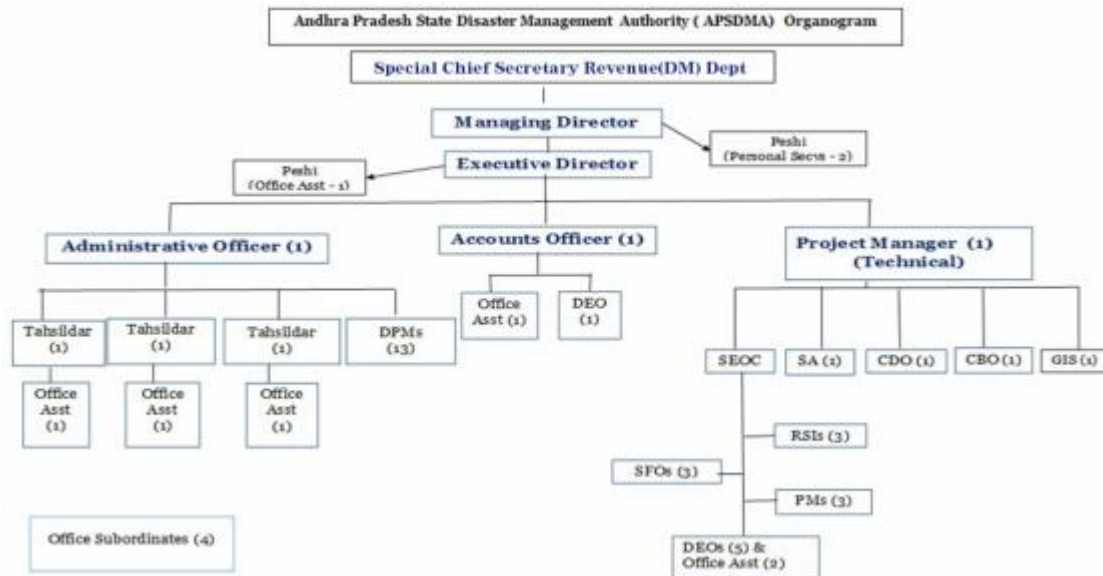 Andhra Pradesh State Disaster Management Authority ( APSDMA) Organogram
Special Chief Secretary Revenue(DM) Dept
Managing Director
Peshi
(Personal Secvs - 2)
Executive Director
Peshi
(Office Asst - 1)
Administrative Officer (1)
Accounts Officer (1)
Project Manager (1)
(Technical)
Tahsildar
(1)
Tahsildar
(1)
Tahsildar
(1)
DPMs
(13)
Office
Asst (1)
DEO
(1)
SEOC
SA (1)
CDO (1)
CBO (1)
GIS (1)
Office
Asst
(1)
Office
Asst
(1)
Office
Asst
(1)
RSIs (3)
SFOs (3)
PMs (3)
DEOs (5) &
Office Asst (2)
Office Subordinates (4)